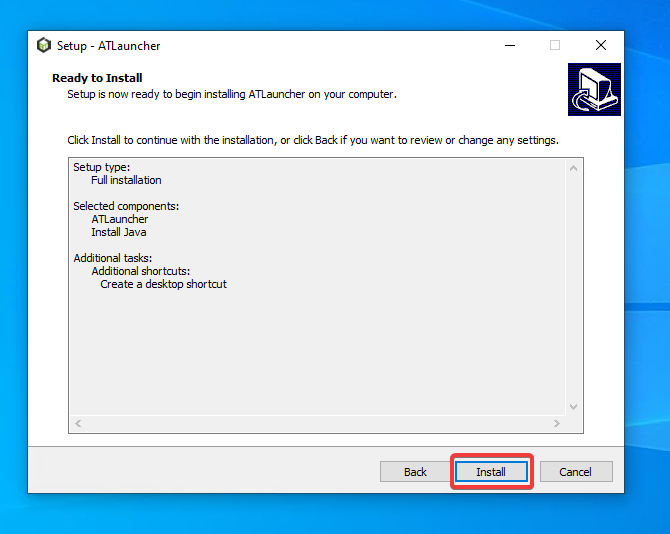 Setup - ATLauncher
Ready to Install
Setup is now ready to begin installing ATLauncher on your computer.
Click Install to continue with the installation, or click Back if you want to review or change any settings.
Setup type:
Full installation
Selected components:
ATLauncher
Install Java
Additional tasks:
Additional shortcuts:
Create a desktop shortcut
Back Install Cancel